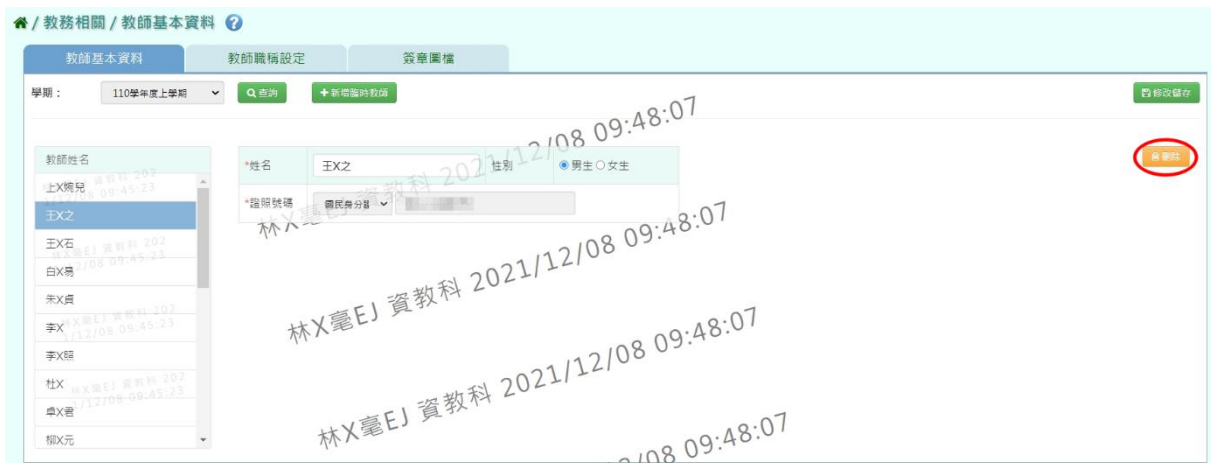 / 教務相關 / 教師基本資料
教師基本資料 教師職稱設定 簽章圖檔
學期： 110學年度上學期 查詢 新增臨時教師 修改儲存
教師姓名
上X婉兒
王X之
王X石
白X易
朱X貞
李X
李X照
杜X
卓X君
柳X元
*姓名 王X之 性別 男生 女生
*證照號碼 國民身分證
刪除
林X毫EJ 資教科 2021/12/08 09:48:07
林X毫EJ 資教科 2021/12/08 09:48:07
林X毫EJ 資教科 2021/12/08 09:48:07
/08 09:48:07